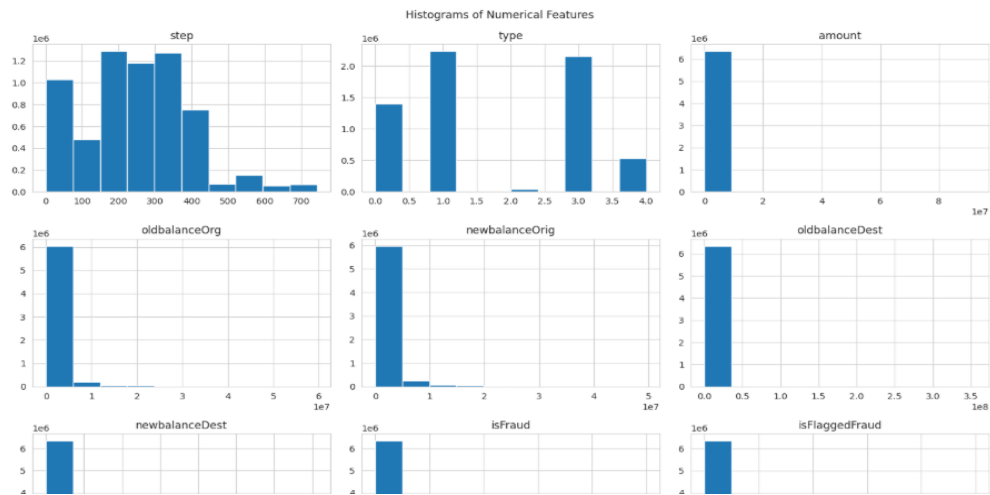 Histograms of Numerical Features
step type amount
1e6 1e6 1e6
1.2
1.0
0.8
0.6
0.4
0.2
0.0
0 100 200 300 400 500 600 700
2.0
1.5
1.0
0.5
0.0
0.0 0.5 1.0 1.5 2.0 2.5 3.0 3.5 4.0
6
5
4
3
2
1
0
0 2 4 6 8
1e7
oldbalanceOrg newbalanceOrig oldbalanceDest
1e6 1e6 1e6
6
5
4
3
2
1
0
0 1 2 3 4 5 6
1e7
6
5
4
3
2
1
0
0 1 2 3 4 5
1e7
6
5
4
3
2
1
0
0.0 0.5 1.0 1.5 2.0 2.5 3.0 3.5
1e8
newbalanceDest isFraud isFlaggedFraud
1e6 1e6 1e6
6
5
4
6
5
4
6
5
4